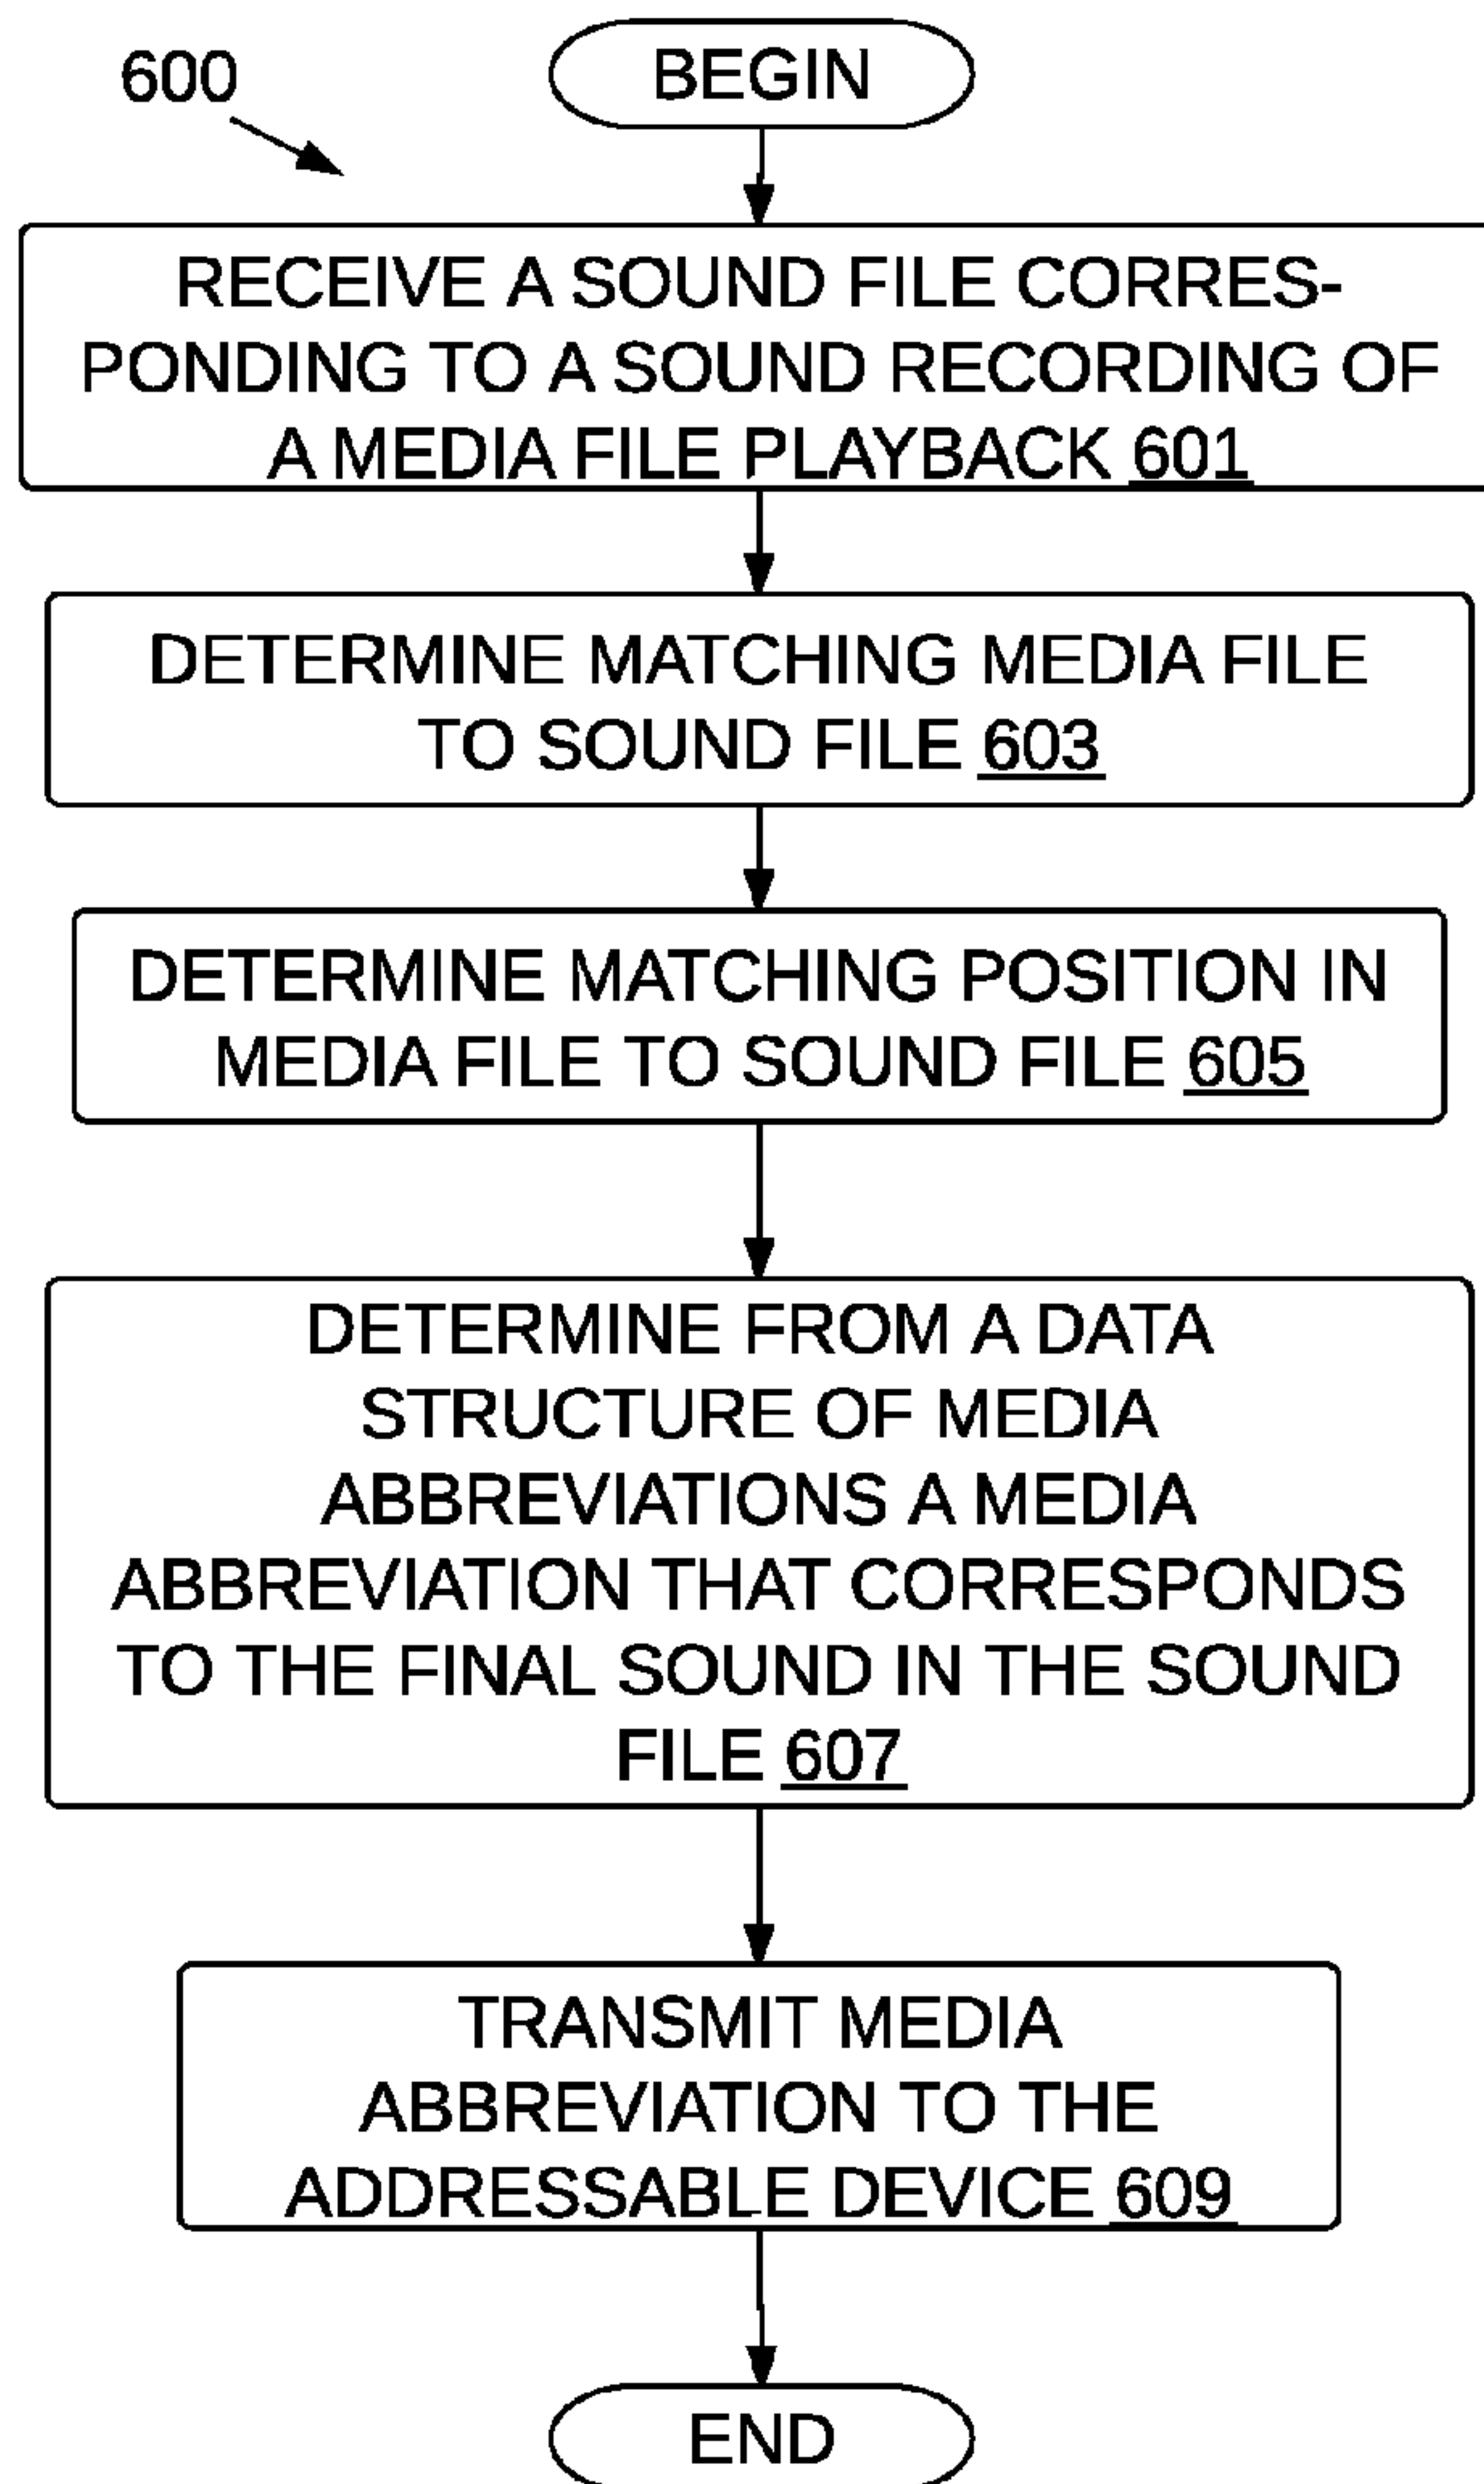 600
BEGIN
RECEIVE A SOUND FILE CORRES-
PONDING TO A SOUND RECORDING OF
A MEDIA FILE PLAYBACK 601
DETERMINE MATCHING MEDIA FILE
TO SOUND FILE 603
DETERMINE MATCHING POSITION IN
MEDIA FILE TO SOUND FILE 605
DETERMINE FROM A DATA
STRUCTURE OF MEDIA
ABBREVIATIONS A MEDIA
ABBREVIATION THAT CORRESPONDS
TO THE FINAL SOUND IN THE SOUND
FILE 607
TRANSMIT MEDIA
ABBREVIATION TO THE
ADDRESSABLE DEVICE 609
END